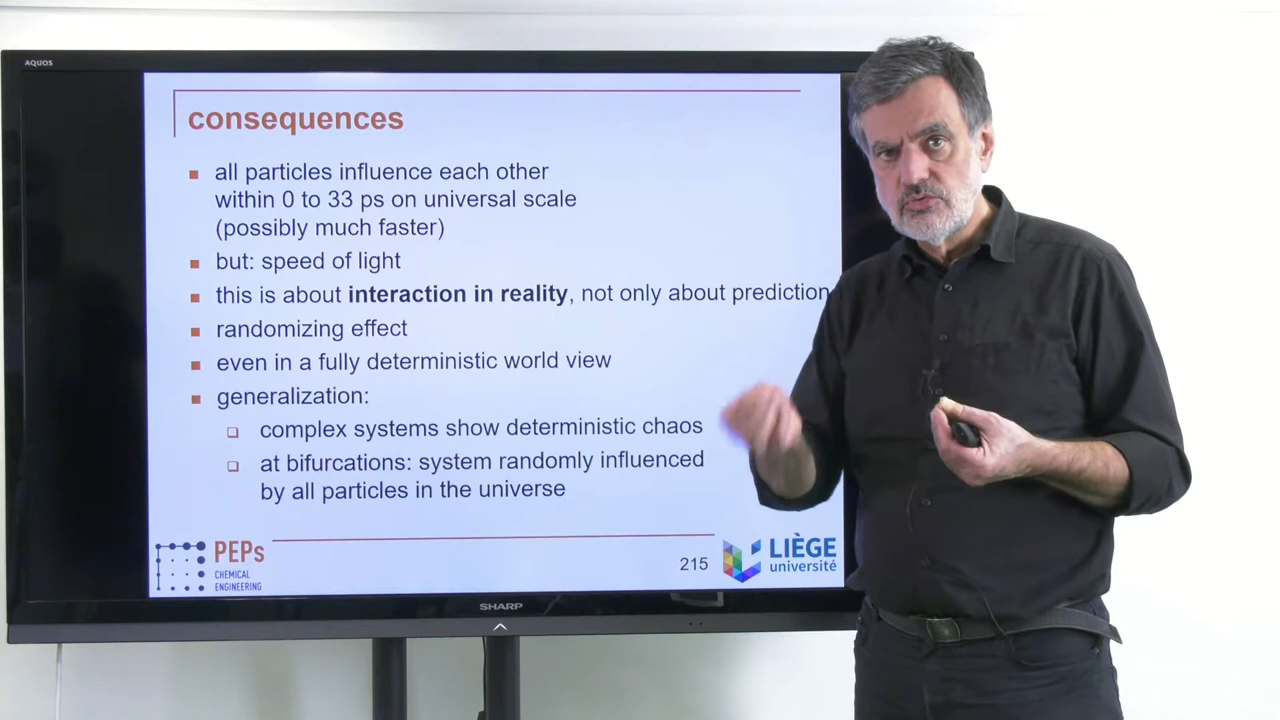 AQUOS
consequences
all particles influence each other
within 0 to 33 ps on universal scale
(possibly much faster)
but: speed of light
this is about interaction in reality, not only about prediction
randomizing effect
even in a fully deterministic world view
generalization:
complex systems show deterministic chaos
at bifurcations: system randomly influenced
by all particles in the universe
PEPs
CHEMICAL
ENGINEERING
215
LIÈGE
université
SHARP